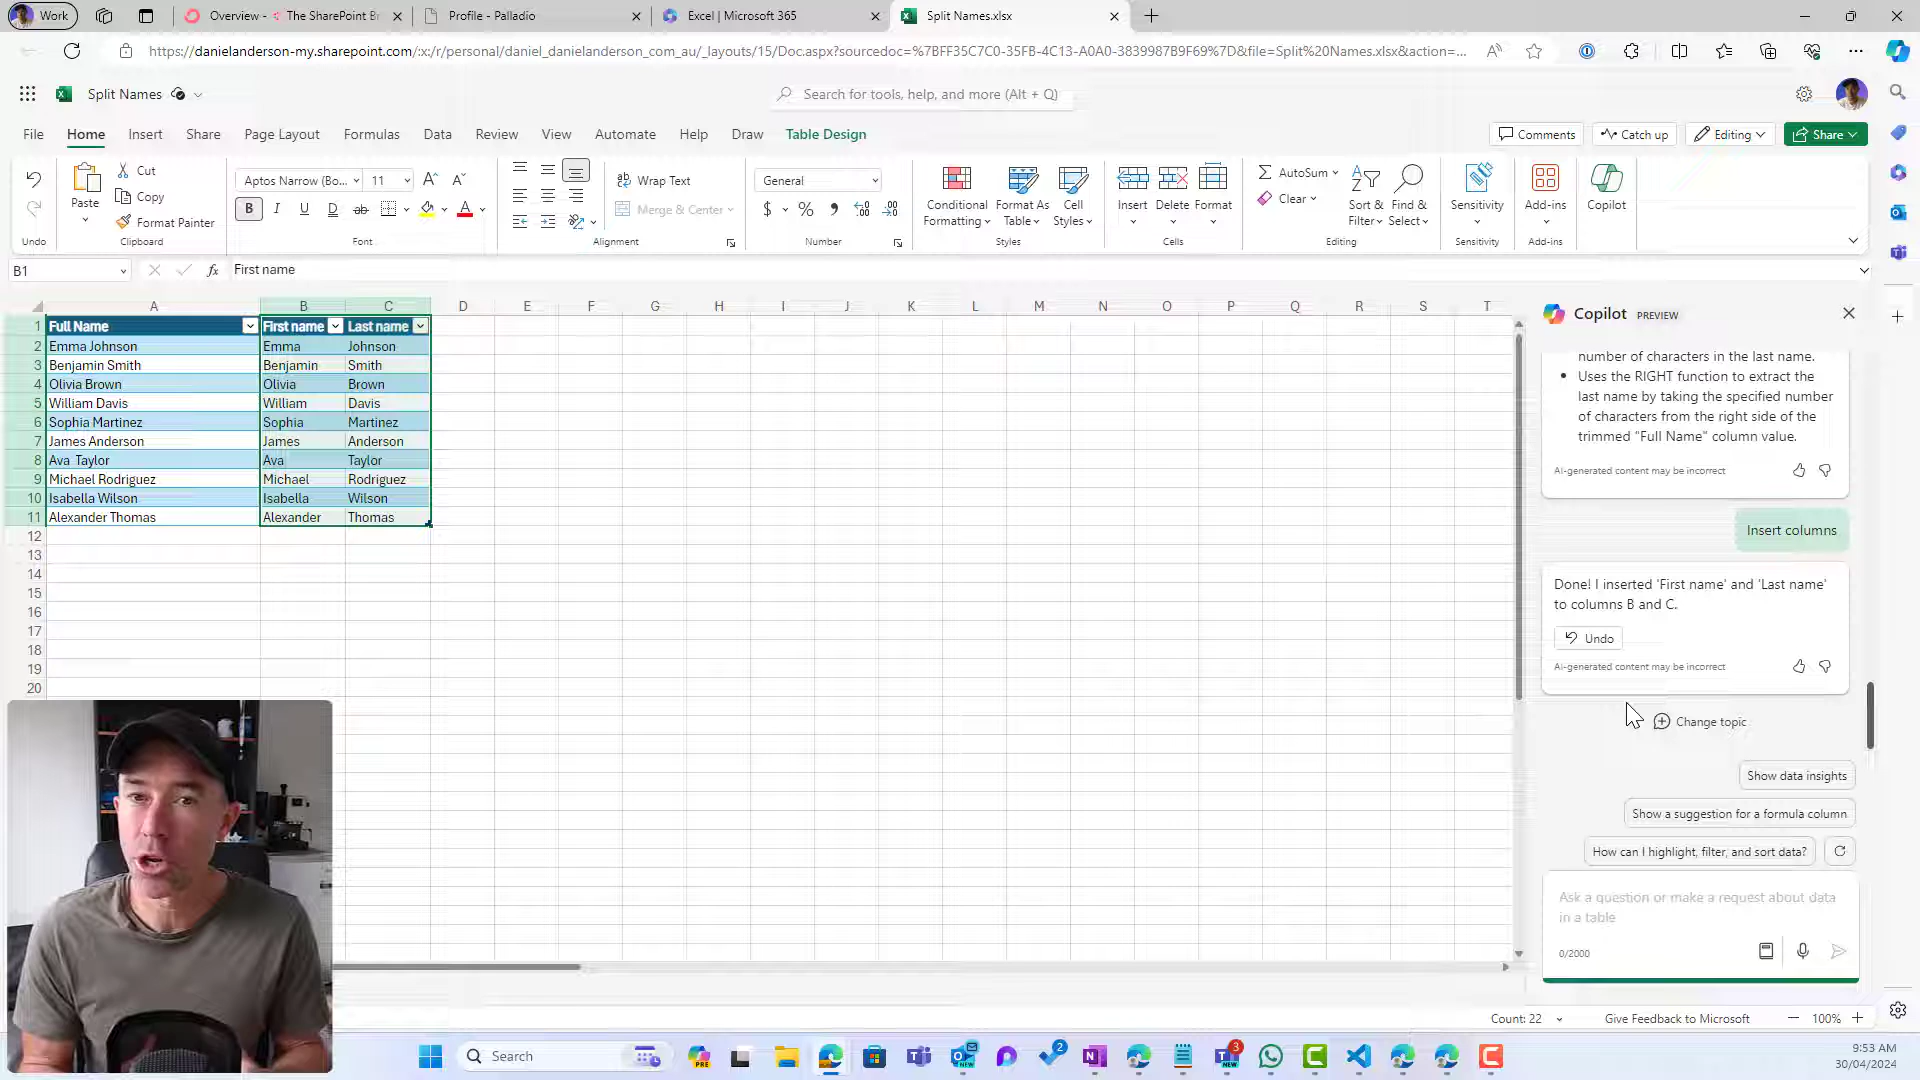 Work
Overview - The SharePoint Br
Profile - Palladio
Excel | Microsoft 365
Split Names.xlsx
https://danielanderson-my.sharepoint.com/:x:/r/personal/daniel_danielanderson_com_au/_layouts/15/Doc.aspx?sourcedoc=%7BFF35C7C0-35FB-4C13-A0A0-3839987B9F69%7D&file=Split%20Names.xlsx&action=...
Split Names
Search for tools, help, and more (Alt + Q)
File Home Insert Share Page Layout Formulas Data Review View Automate Help Draw Table Design
Comments Catch up Editing Share
Paste Cut Copy Format Painter
Aptos Narrow (Bo... 11
B I U D ab A
Wrap Text
Merge & Center
General
$ % 9
Conditional Formatting Format As Table Cell Styles
Insert Delete Format
AutoSum
Clear
Sort & Filter Find & Select
Sensitivity Add-ins Copilot
Undo Clipboard Font Alignment Number Styles Cells Editing Sensitivity Add-ins
B1 fx First name
A B C D E F G H I J K L M N O P Q R S T
1 Full Name First name Last name
2 Emma Johnson Emma Johnson
3 Benjamin Smith Benjamin Smith
4 Olivia Brown Olivia Brown
5 William Davis William Davis
6 Sophia Martinez Sophia Martinez
7 James Anderson James Anderson
8 Ava Taylor Ava Taylor
9 Michael Rodriguez Michael Rodriguez
10 Isabella Wilson Isabella Wilson
11 Alexander Thomas Alexander Thomas
12
13
14
15
16
17
18
19
20
Copilot PREVIEW
number of characters in the last name.
• Uses the RIGHT function to extract the
last name by taking the specified number
of characters from the right side of the
trimmed "Full Name" column value.
AI-generated content may be incorrect
Insert columns
Done! I inserted 'First name' and 'Last name'
to columns B and C.
Undo
AI-generated content may be incorrect
Change topic
Show data insights
Show a suggestion for a formula column
How can I highlight, filter, and sort data?
Ask a question or make a request about data
in a table
0/2000
Count: 22 Give Feedback to Microsoft 100%
Search
PRE
NEW
2
3
NEW
9:53 AM
30/04/2024